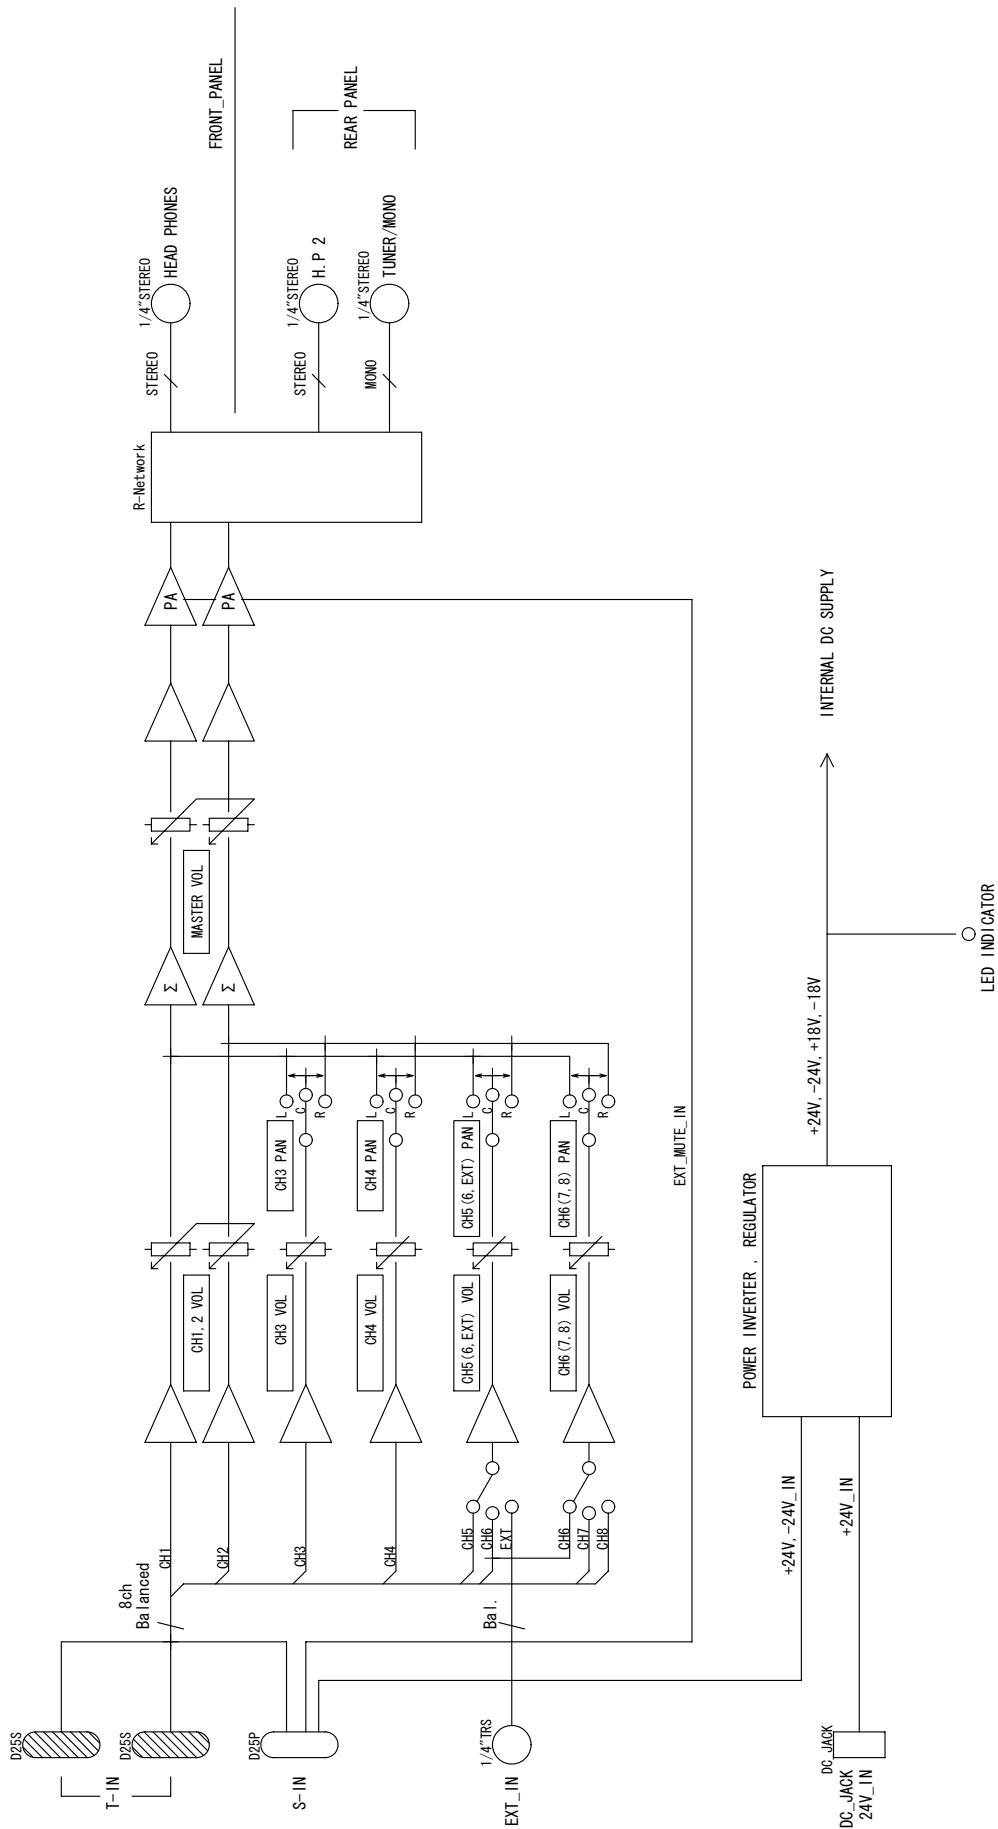 D25S
D25S
T-IN
D25P
S-IN
1/4"TRS
EXT_IN
DC_JACK
DC_JACK
24V_IN
8ch
Balanced
Bal.
CH1
CH2
CH3
CH4
CH5
CH6
EXT
CH6
CH7
CH8
+24V,-24V_IN
+24V_IN
CH1,2 VOL
CH3 VOL
CH4 VOL
CH5(6,EXT) VOL
CH6(7,8) VOL
POWER INVERTER , REGULATOR
CH3 PAN
L
C
R
CH4 PAN
L
C
R
CH5(6,EXT) PAN
L
C
R
CH6(7,8) PAN
L
C
R
EXT_MUTE_IN
+24V,-24V,+18V,-18V
Σ
Σ
MASTER VOL
LED INDICATOR
INTERNAL DC SUPPLY
PA
PA
R-Network
STEREO
1/4"STEREO
HEAD PHONES
FRONT_PANEL
STEREO
1/4"STEREO
H.P 2
MONO
1/4"STEREO
TUNER/MONO
REAR PANEL